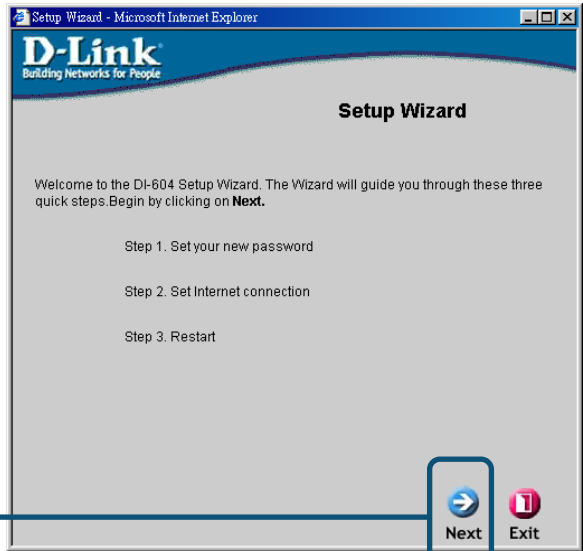 Setup Wizard - Microsoft Internet Explorer
D-Link
Building Networks for People
Setup Wizard
Welcome to the DI-604 Setup Wizard. The Wizard will guide you through these three
quick steps.Begin by clicking on Next.
Step 1. Set your new password
Step 2. Set Internet connection
Step 3. Restart
Next Exit